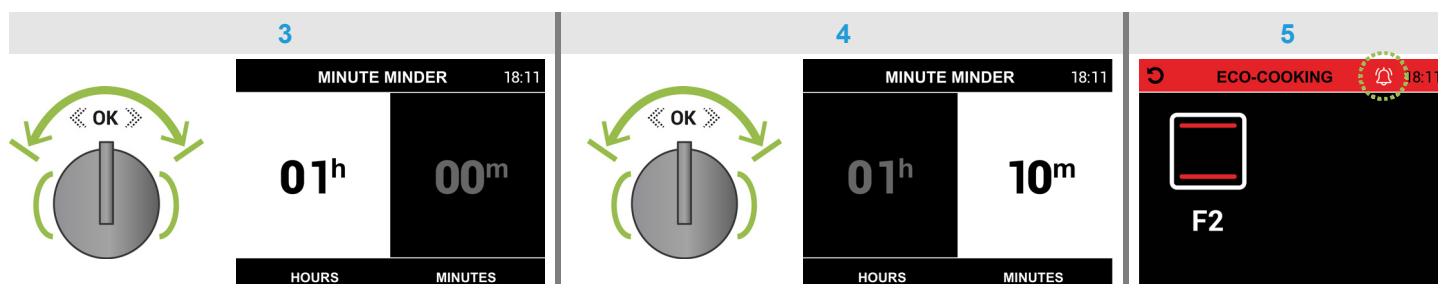 3
OK
MINUTE MINDER 18:11
01h 00m
HOURS MINUTES
4
OK
MINUTE MINDER 18:11
01h 10m
HOURS MINUTES
5
ECO-COOKING 18:11
F2